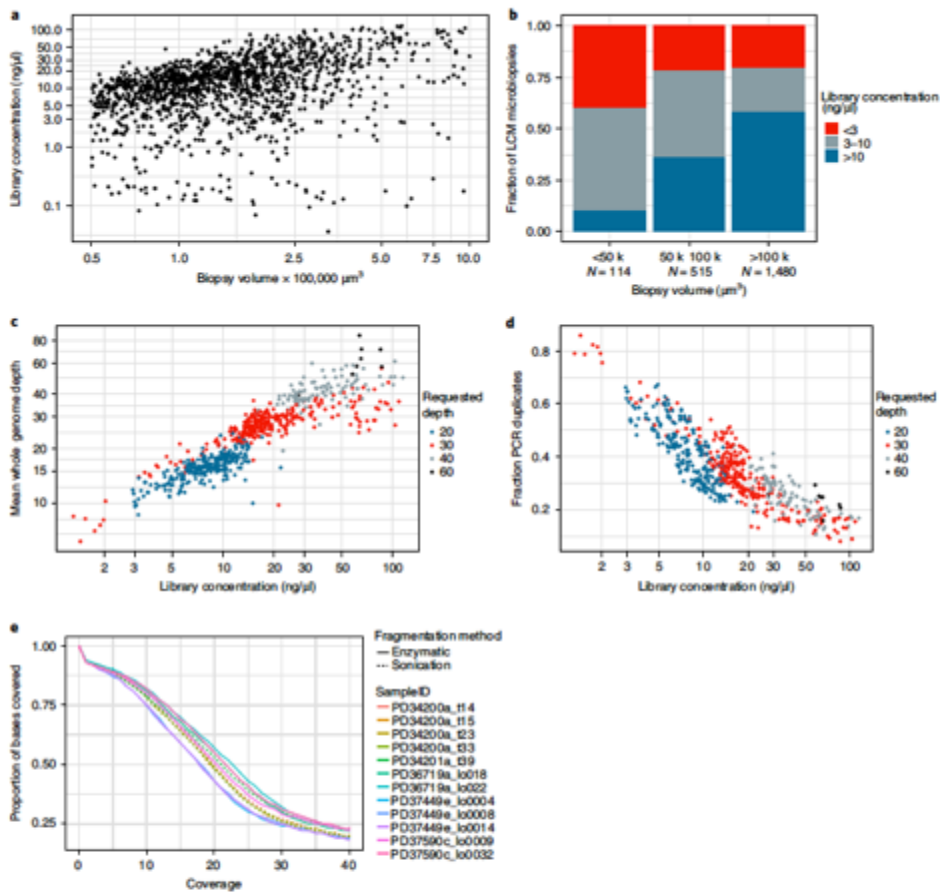 a
Library concentration (ng/µl)
100.0
50.0
30.0
20.0
10.0
5.0
3.0
1.0
0.1
0.5
1.0
2.5
5.0
7.5
10.0
Biopsy volume × 100,000 µm³
b
Fraction of LCM microbiopsies
1.00
0.75
0.50
0.25
0.00
<50 k
50 k 100 k
>100 k
N = 114
N = 515
N = 1,480
Biopsy volume (µm³)
Library concentration
(ng/µl)
<3
3–10
>10
c
Mean whole genome depth
80
60
40
30
20
15
10
2
3
5
10
20
30
50
100
Library concentration (ng/µl)
Requested
depth
20
30
40
60
d
Fraction PCR duplicates
0.8
0.6
0.4
0.2
2
3
5
10
20
30
50
100
Library concentration (ng/µl)
Requested
depth
20
30
40
60
e
Proportion of bases covered
1.00
0.75
0.50
0.25
0
10
20
30
40
Coverage
Fragmentation method
Enzymatic
Sonication
SampleID
PD34200a_t14
PD34200a_t15
PD34200a_t23
PD34200a_t33
PD34201a_t39
PD36719a_lo018
PD36719a_lo022
PD37449e_lo0004
PD37449e_lo0008
PD37449e_lo0014
PD37590c_lo0009
PD37590c_lo0032